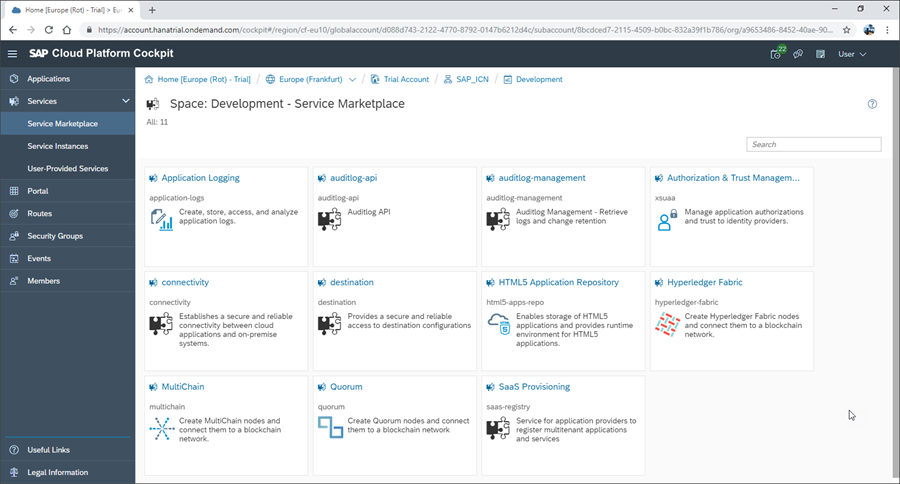 Home [Europe (Rot) - Trial] > Eur
https://account.hanatrial.ondemand.com/cockpit#/region/cf-eu10/globalaccount/d088d743-2122-4770-8792-0147b6212d4c/subaccount/8bcdced7-2115-4509-b0bc-832a39f1b786/org/a9653486-8452-40ae-90...
SAP Cloud Platform Cockpit
22
User
Applications
Services
Service Marketplace
Service Instances
User-Provided Services
Portal
Routes
Security Groups
Events
Members
Useful Links
Legal Information
Home [Europe (Rot) - Trial] / Europe (Frankfurt) / Trial Account / SAP_ICN / Development
Space: Development - Service Marketplace
All: 11
Search
Application Logging
application-logs
Create, store, access, and analyze
application logs.
auditlog-api
auditlog-api
Auditlog API
auditlog-management
auditlog-management
Auditlog Management - Retrieve
logs and change retention
Authorization & Trust Managem...
xsuaa
Manage application authorizations
and trust to identity providers.
connectivity
connectivity
Establishes a secure and reliable
connectivity between cloud
applications and on-premise
systems.
destination
destination
Provides a secure and reliable
access to destination configurations
HTML5 Application Repository
html5-apps-repo
Enables storage of HTML5
applications and provides runtime
environment for HTML5
applications.
Hyperledger Fabric
hyperledger-fabric
Create Hyperledger Fabric nodes
and connect them to a blockchain
network.
MultiChain
multichain
Create MultiChain nodes and
connect them to a blockchain
network.
Quorum
quorum
Create Quorum nodes and connect
them to a blockchain network
SaaS Provisioning
saas-registry
Service for application providers to
register multitenant applications
and services